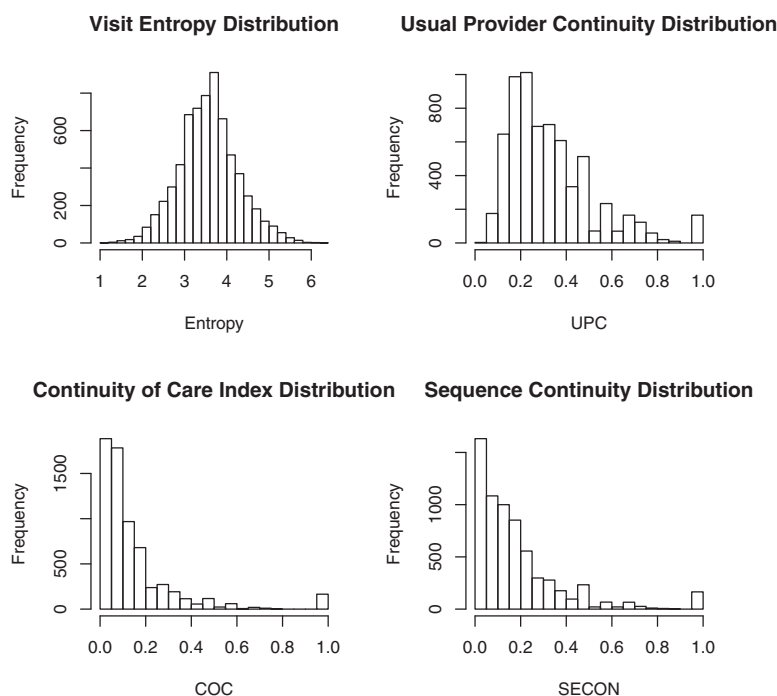 Visit Entropy Distribution
Frequency
0
200
600
1 2 3 4 5 6
Entropy
Usual Provider Continuity Distribution
Frequency
0
400
800
0.0 0.2 0.4 0.6 0.8 1.0
UPC
Continuity of Care Index Distribution
Frequency
0
500
1500
0.0 0.2 0.4 0.6 0.8 1.0
COC
Sequence Continuity Distribution
Frequency
0
500
1000
0.0 0.2 0.4 0.6 0.8 1.0
SECON